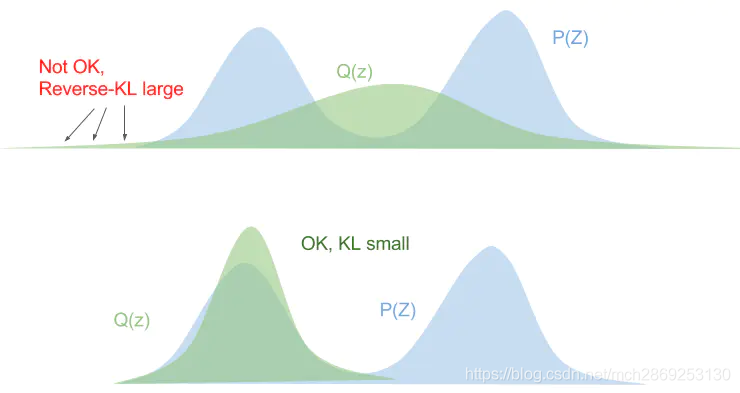 P(Z)
Q(z)
Not OK,
Reverse-KL large
OK, KL small
P(Z)
Q(z)
https://blog.csdn.net/mch2869253130